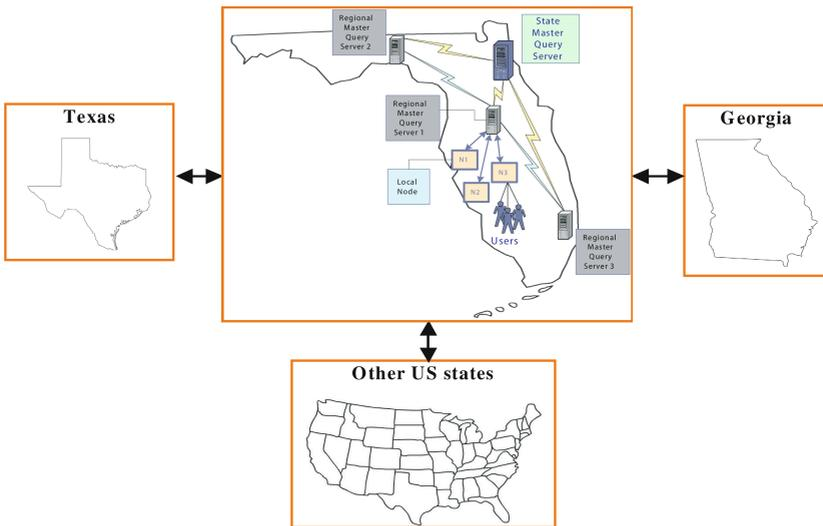 Regional
Master
Query
Server 2
State
Master
Query
Server
Texas
Regional
Master
Query
Server 1
Georgia
N1
N3
Local
Node
N2
Users
Regional
Master
Query
Server 3
Other US states